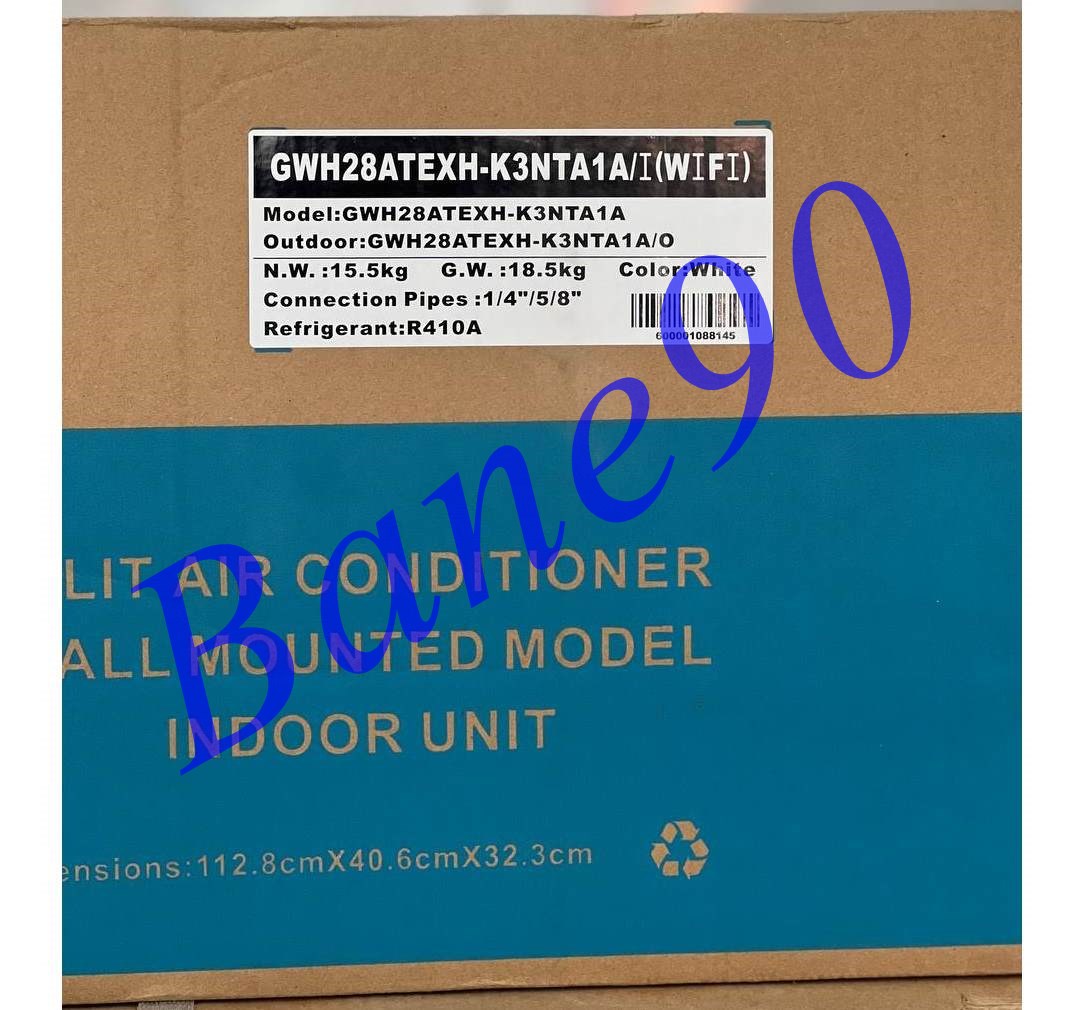 GWH28ATEXH-K3NTA1A/I(WIFI)
Model:GWH28ATEXH-K3NTA1A
Outdoor:GWH28ATEXH-K3NTA1A/O
N.W. :15.5kg G.W. :18.5kg Color:White
Connection Pipes :1/4"/5/8"
Refrigerant:R410A
600001088145
Bane90
LIT AIR CONDITIONER
ALL MOUNTED MODEL
INDOOR UNIT
ensions:112.8cmX40.6cmX32.3cm